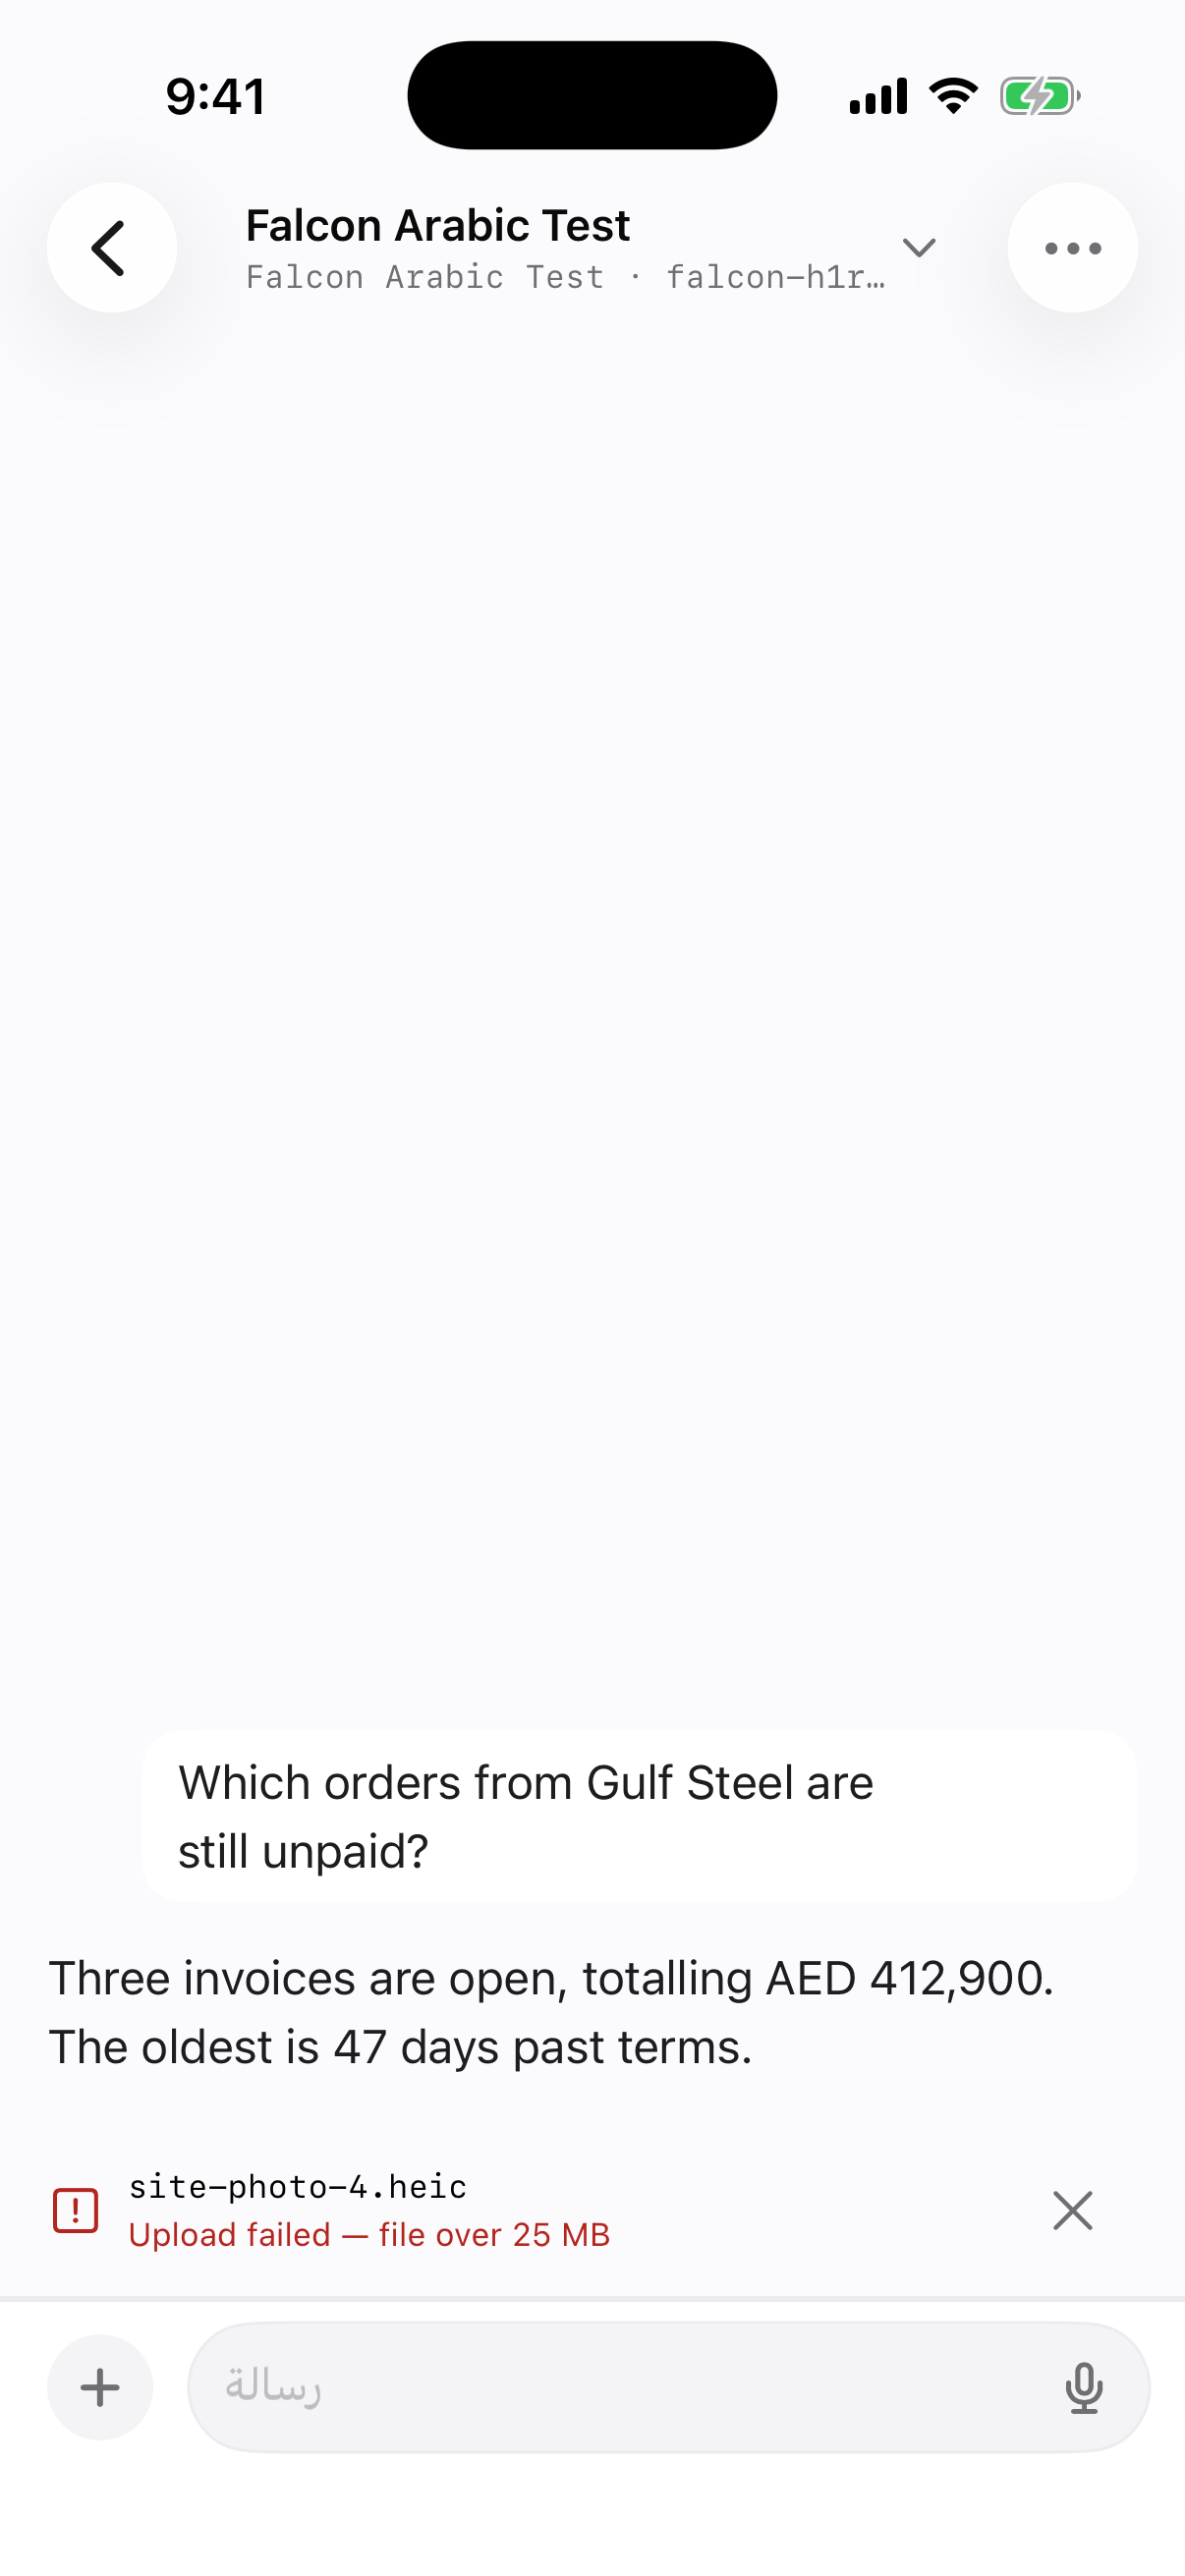 9:41
Falcon Arabic Test
Falcon Arabic Test · falcon-h1r…
Which orders from Gulf Steel are
still unpaid?
Three invoices are open, totalling AED 412,900.
The oldest is 47 days past terms.
site-photo-4.heic
Upload failed — file over 25 MB
رسالة